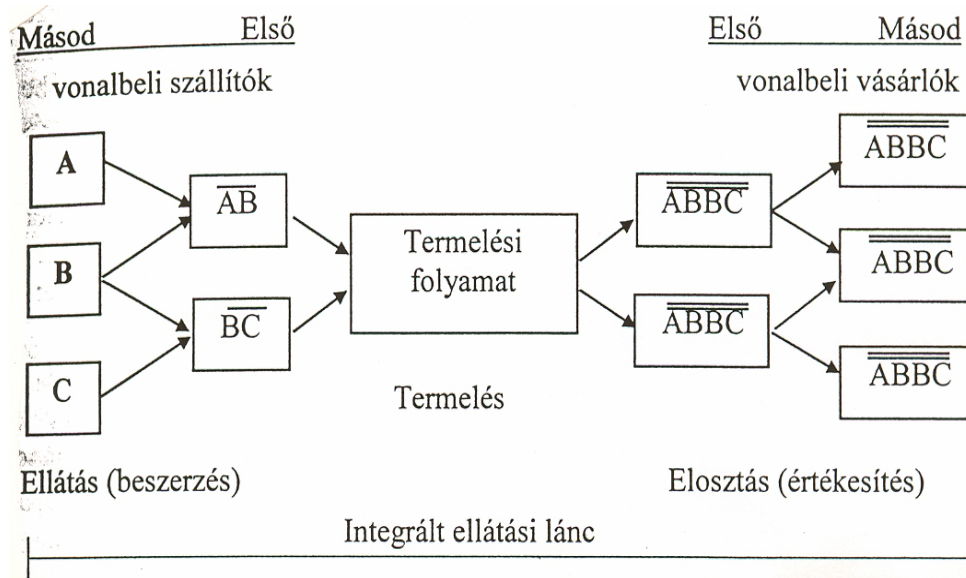 Másod Első Első Másod
vonalbeli szállítók vonalbeli vásárlók
A
B
C
AB
BC
Termelési
folyamat
Termelés
ABBC
ABBC
ABBC
ABBC
ABBC
Ellátás (beszerzés) Elosztás (értékesítés)
Integrált ellátási lánc